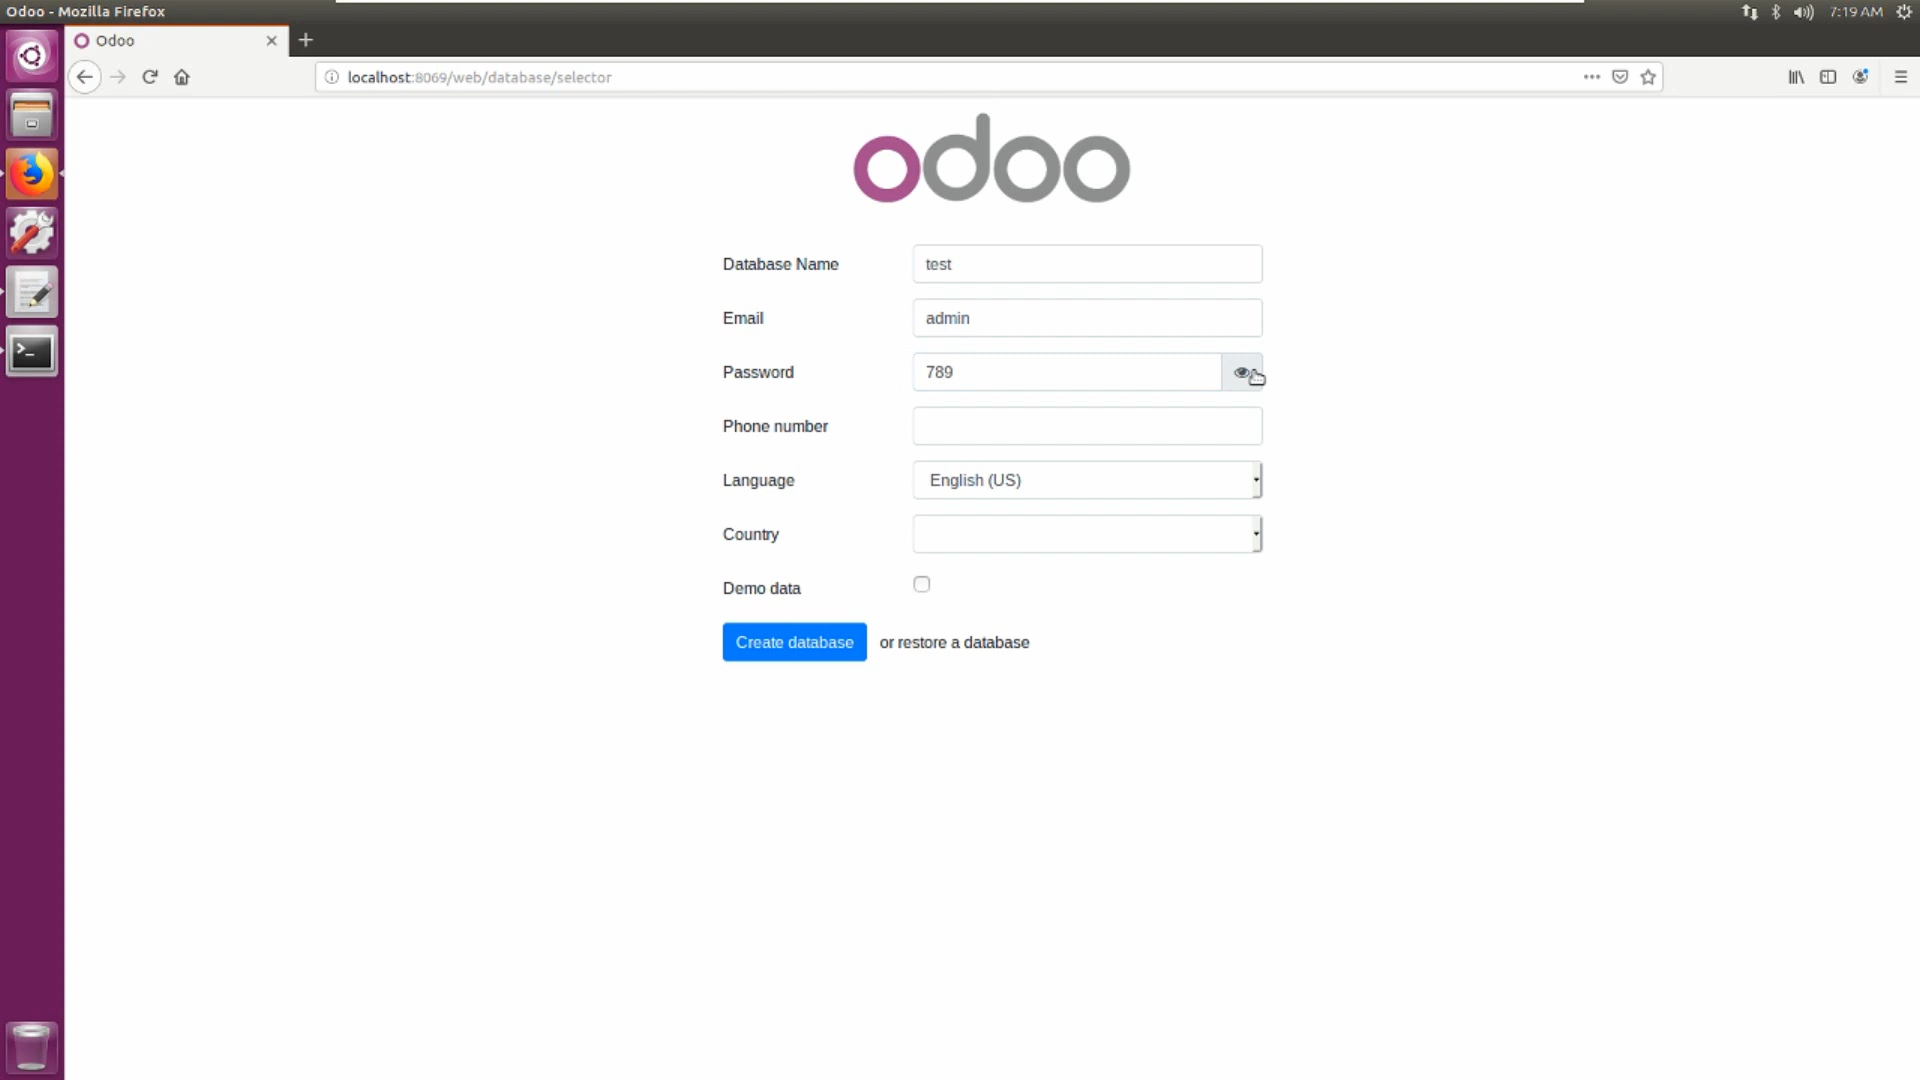 Odoo - Mozilla Firefox
7:19 AM
Odoo
localhost:8069/web/database/selector
odoo
Database Name
test
Email
admin
Password
789
Phone number
Language
English (US)
Country
Demo data
Create database or restore a database